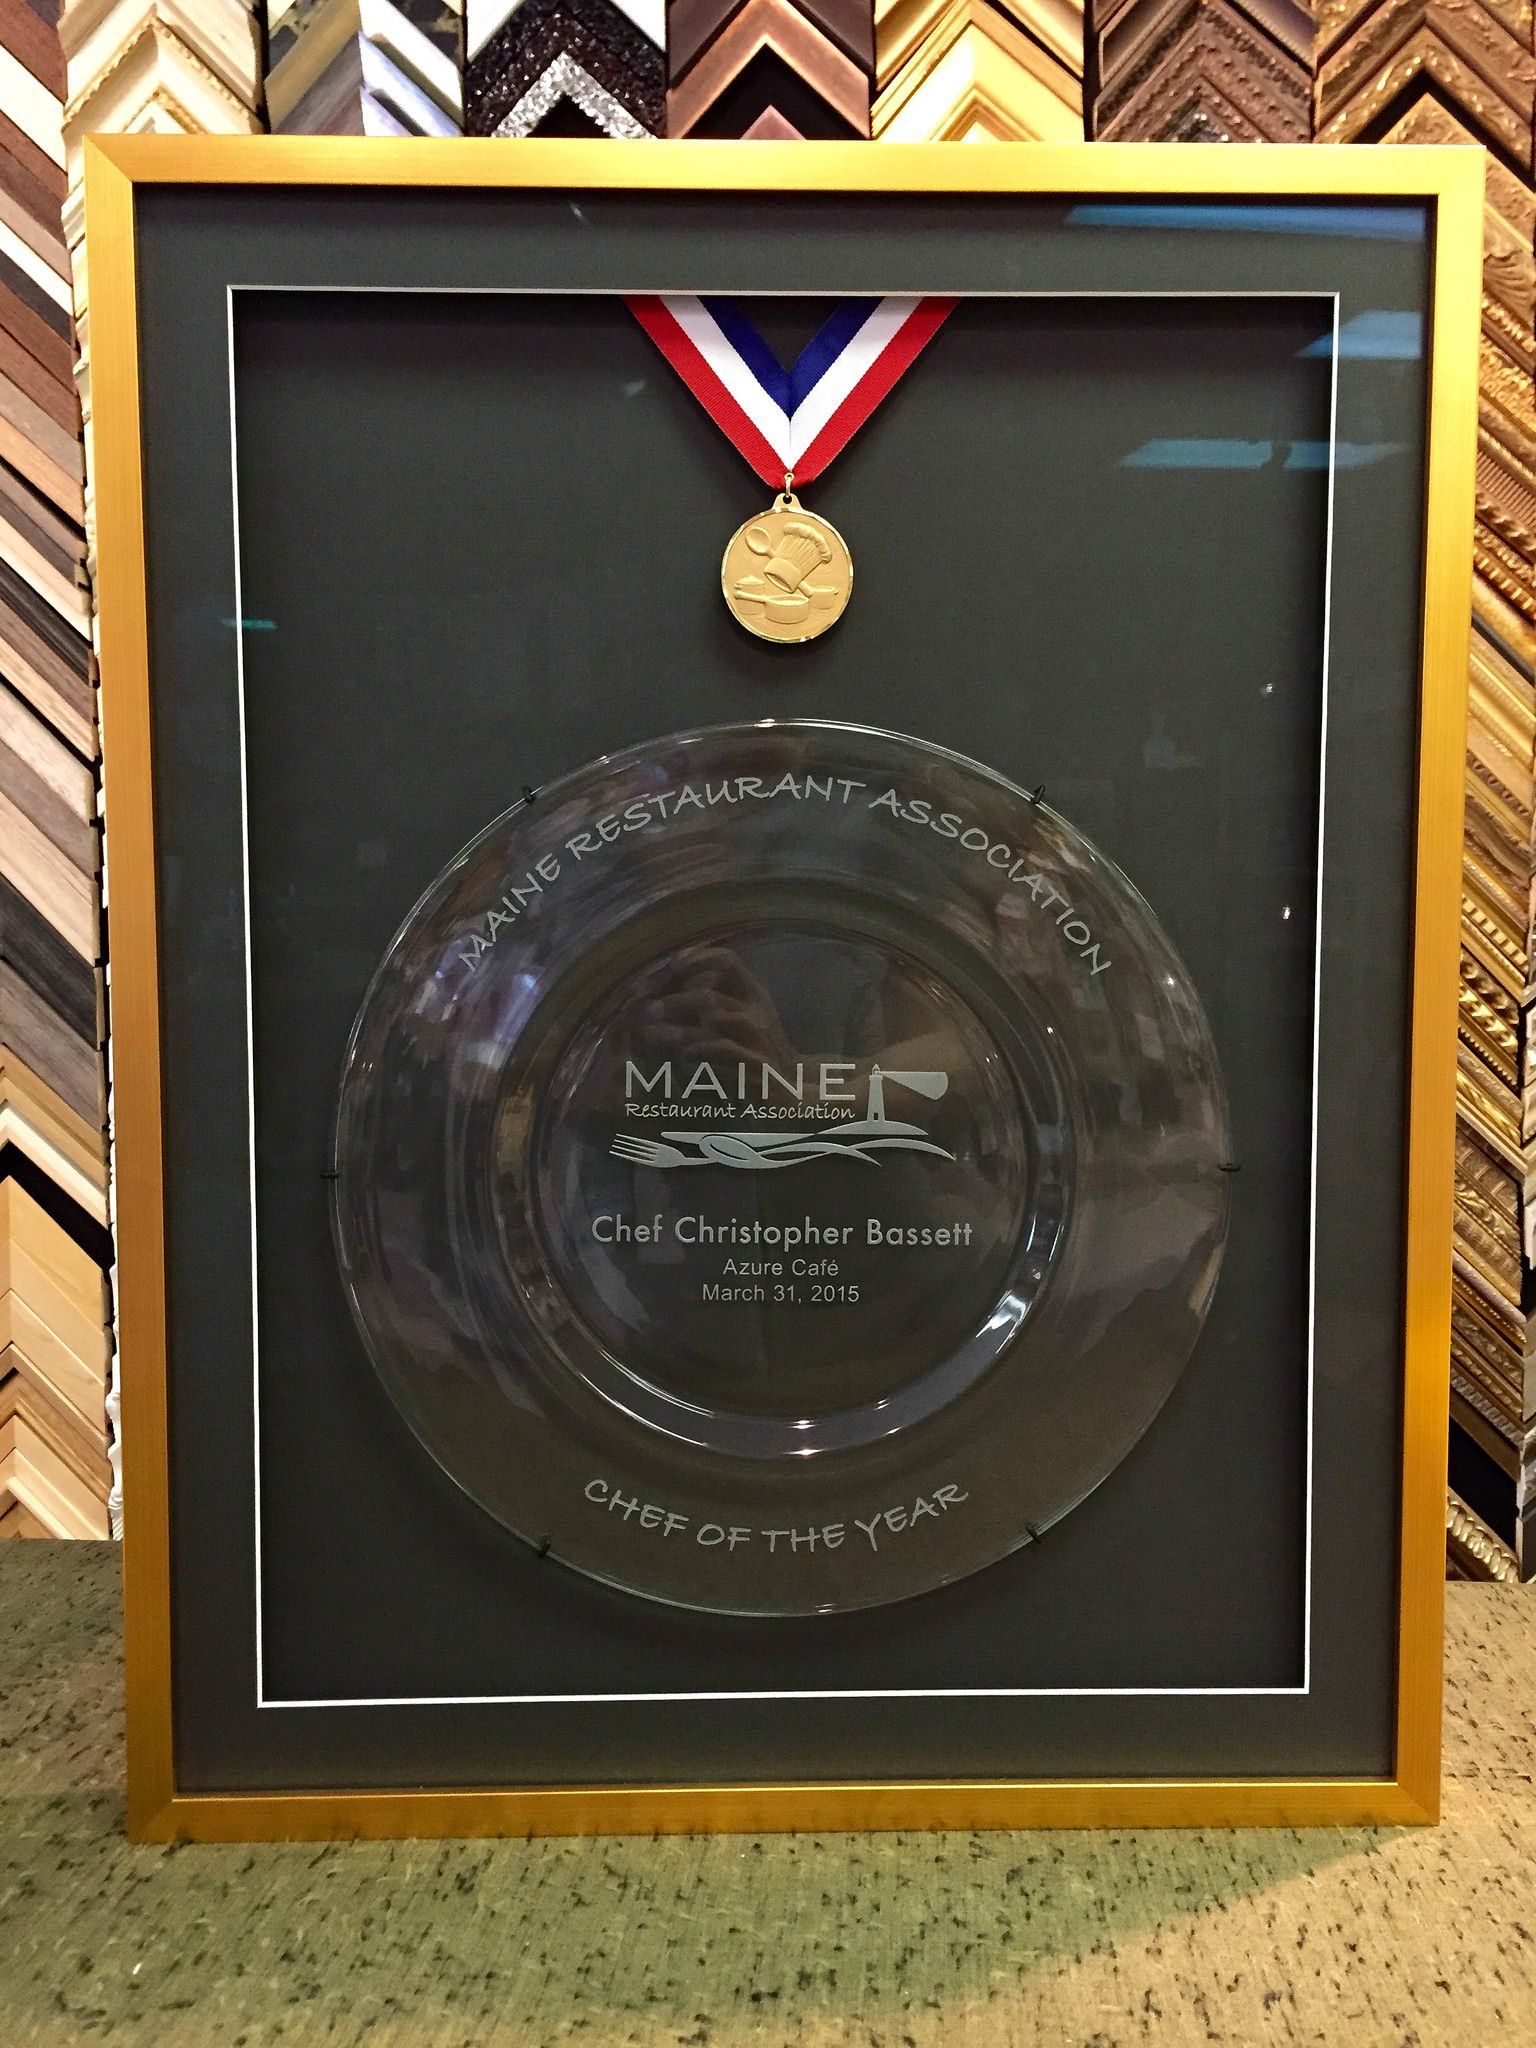 MAINE RESTAURANT ASSOCIATION
MAINE
Restaurant Association
Chef Christopher Bassett
Azure Café
March 31, 2015
CHEF OF THE YEAR